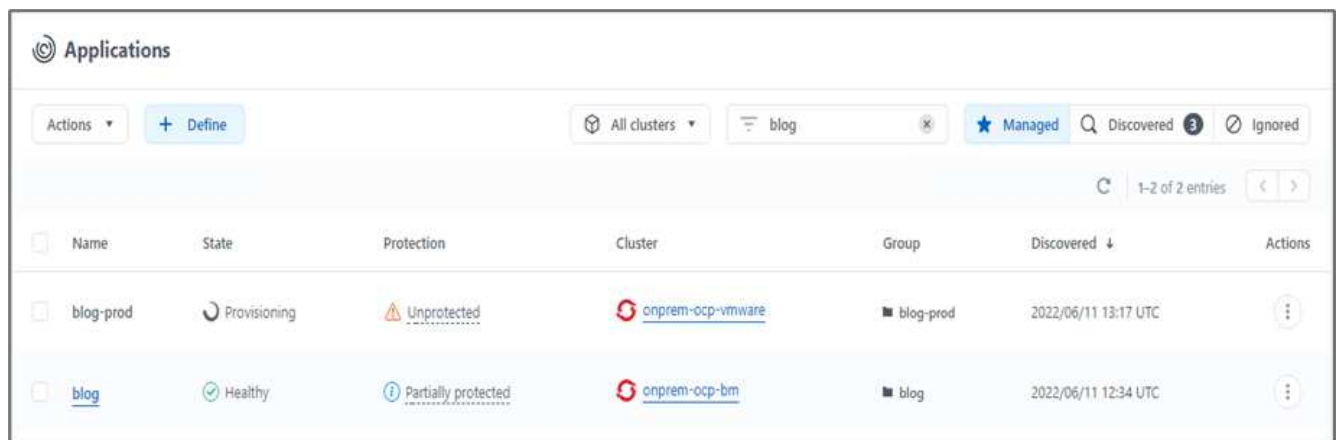 Applications
Actions + Define All clusters blog Managed Discovered 3 Ignored
1-2 of 2 entries
Name State Protection Cluster Group Discovered Actions
blog-prod Provisioning Unprotected onprem-ocp-vmware blog-prod 2022/06/11 13:17 UTC
blog Healthy Partially protected onprem-ocp-bm blog 2022/06/11 12:34 UTC